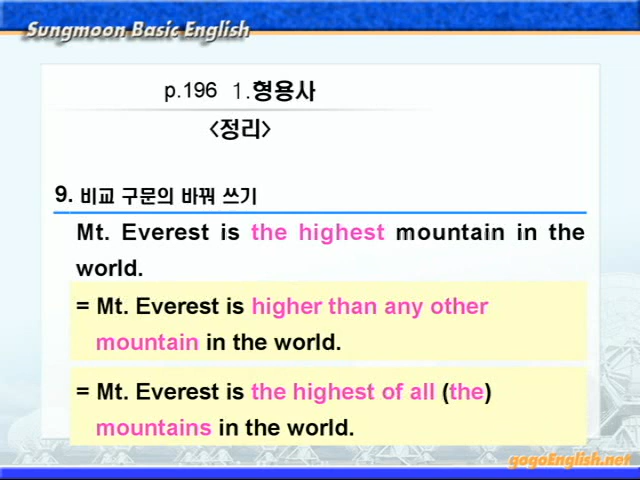 Sungmoon Basic English
p.196 1.형용사
<정리>
9. 비교 구문의 바꿔 쓰기
Mt. Everest is the highest mountain in the
world.
= Mt. Everest is higher than any other
mountain in the world.
= Mt. Everest is the highest of all (the)
mountains in the world.
gogoEnglish.net